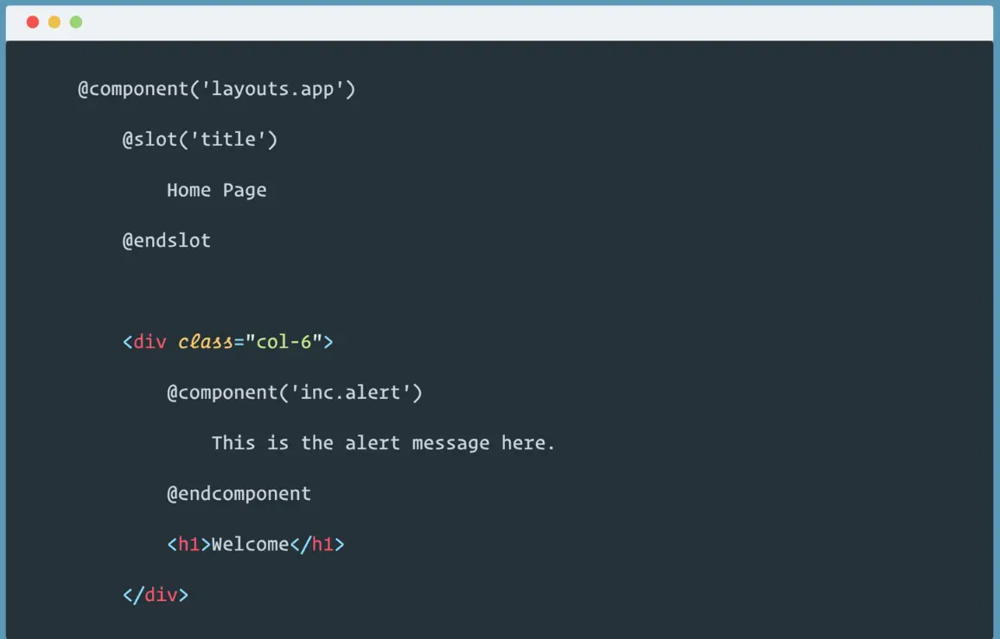 @component('layouts.app')
@slot('title')
Home Page
@endslot
<div class="col-6">
@component('inc.alert')
This is the alert message here.
@endcomponent
<h1>Welcome</h1>
</div>